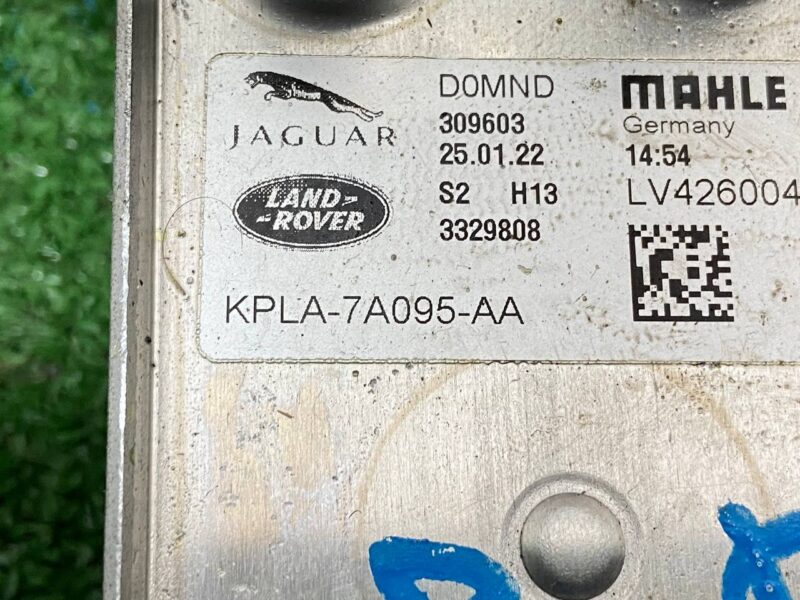 JAGUAR
LAND-
-ROVER
KPLA-7A095-AA
D0MND
309603
25.01.22
S2 H13
3329808
MAHLE
Germany
14:54
LV426004